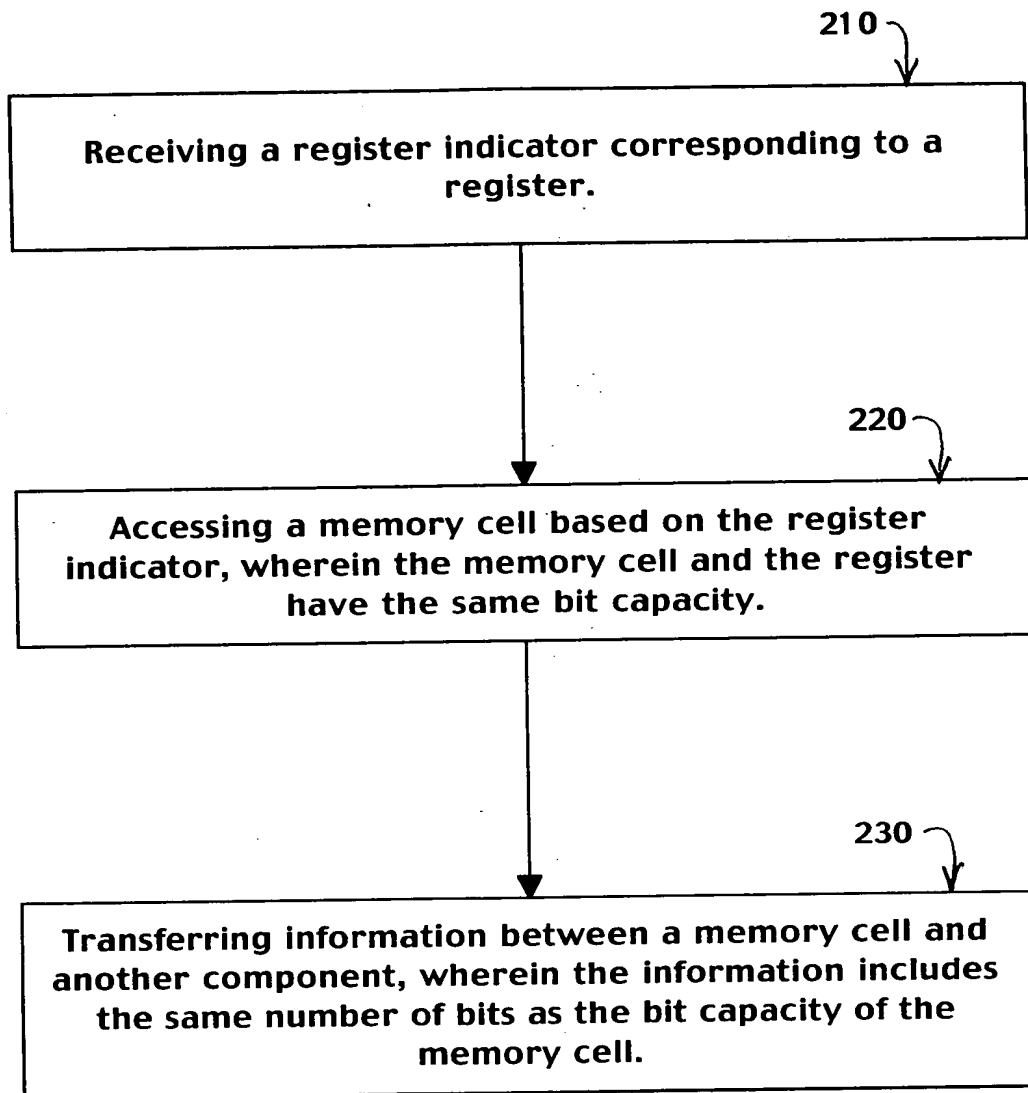 210
Receiving a register indicator corresponding to a
register.
220
Accessing a memory cell based on the register
indicator, wherein the memory cell and the register
have the same bit capacity.
230
Transferring information between a memory cell and
another component, wherein the information includes
the same number of bits as the bit capacity of the
memory cell.